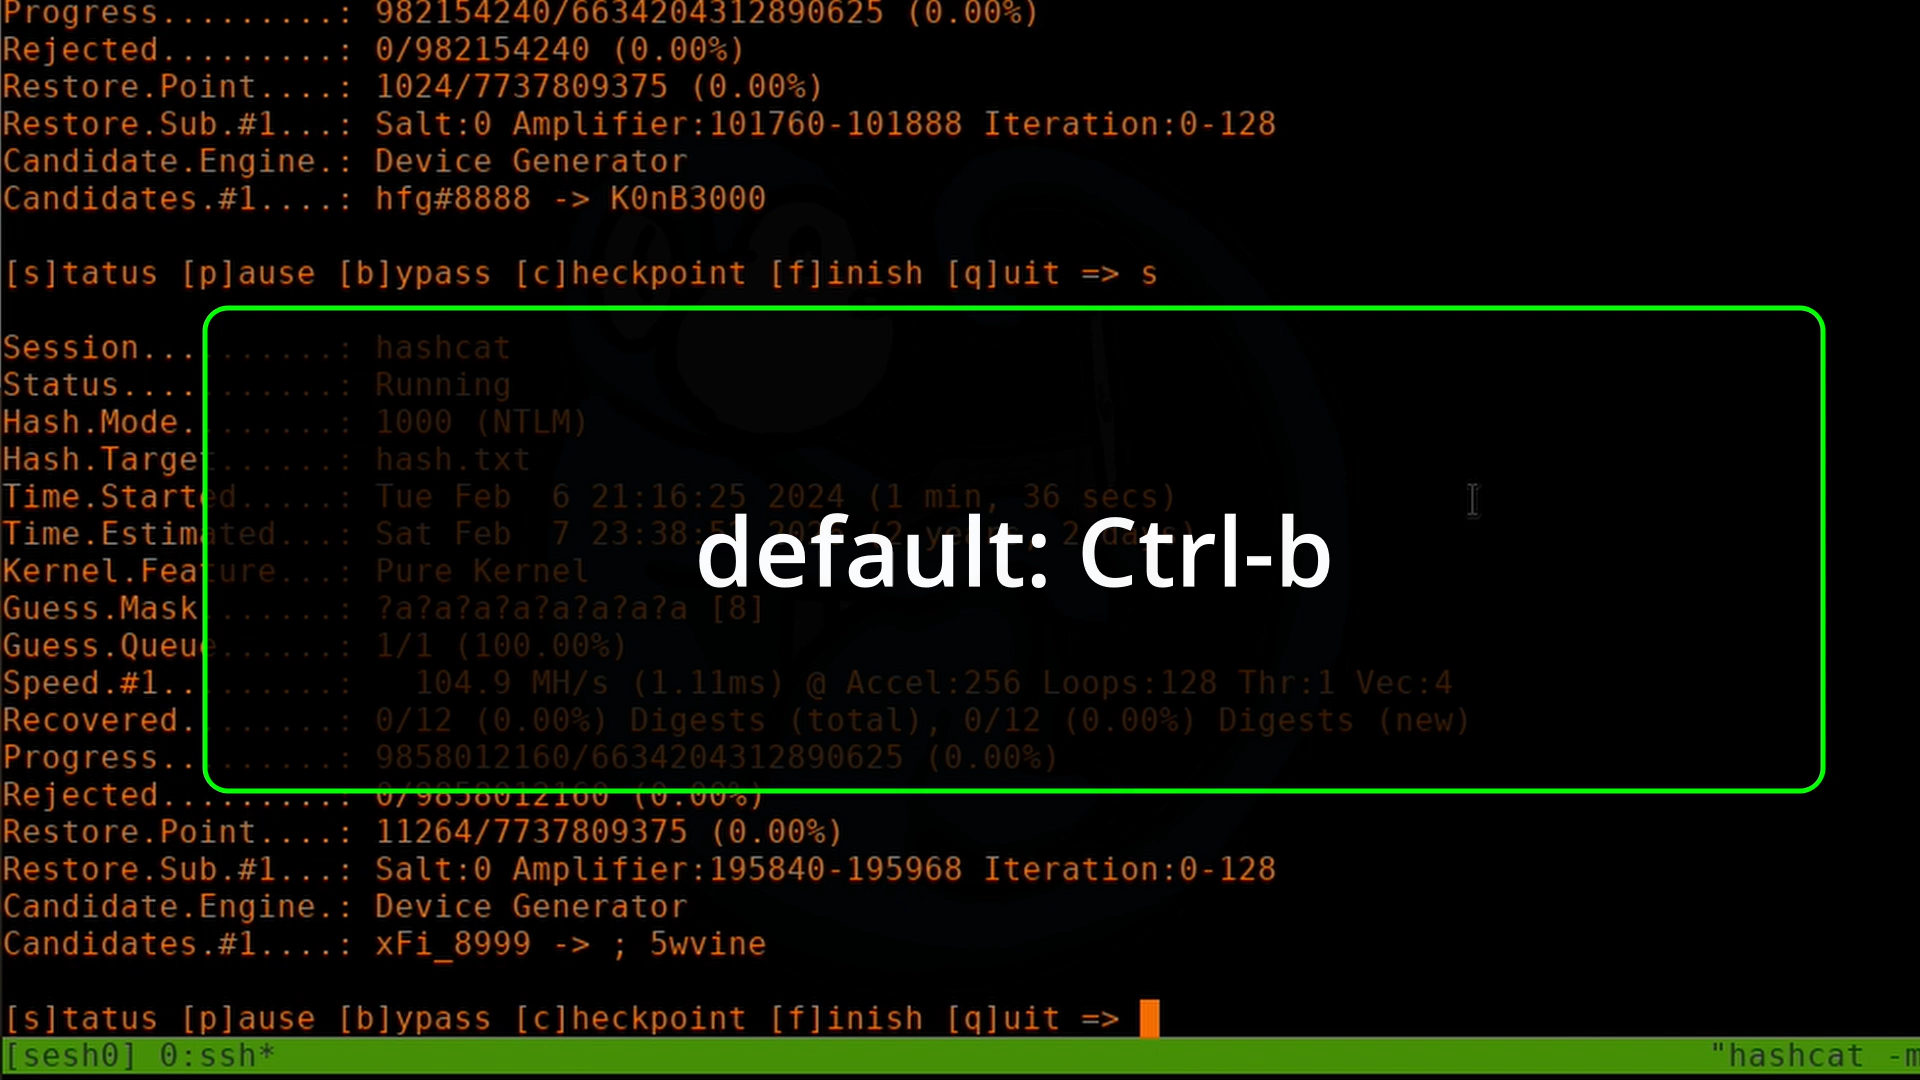 Progress.........: 982154240/6634204312890625 (0.00%)
Rejected.........: 0/982154240 (0.00%)
Restore.Point....: 1024/7737809375 (0.00%)
Restore.Sub.#1...: Salt:0 Amplifier:101760-101888 Iteration:0-128
Candidate.Engine.: Device Generator
Candidates.#1....: hfg#8888 -> K0nB3000
[s]tatus [p]ause [b]ypass [c]heckpoint [f]inish [q]uit => s
Session..........: hashcat
Status...........: Running
Hash.Mode........: 1000 (NTLM)
Hash.Target......: hash.txt
Time.Started.....: Tue Feb  6 21:16:25 2024 (1 min, 36 secs)
Time.Estimated...: Sat Feb  7 23:38:
default: Ctrl-b
Kernel.Feature...: Pure Kernel
Guess.Mask.......: ?a?a?a?a?a?a?a?a [8]
Guess.Queue......: 1/1 (100.00%)
Speed.#1.........:   104.9 MH/s (1.11ms) @ Accel:256 Loops:128 Thr:1 Vec:4
Recovered........: 0/12 (0.00%) Digests (total), 0/12 (0.00%) Digests (new)
Progress.........: 9858012160/6634204312890625 (0.00%)
Rejected.........: 0/9858012160 (0.00%)
Restore.Point....: 11264/7737809375 (0.00%)
Restore.Sub.#1...: Salt:0 Amplifier:195840-195968 Iteration:0-128
Candidate.Engine.: Device Generator
Candidates.#1....: xFi_8999 -> ; 5wvine
[s]tatus [p]ause [b]ypass [c]heckpoint [f]inish [q]uit =>
[sesh0] 0:ssh* "hashcat -m